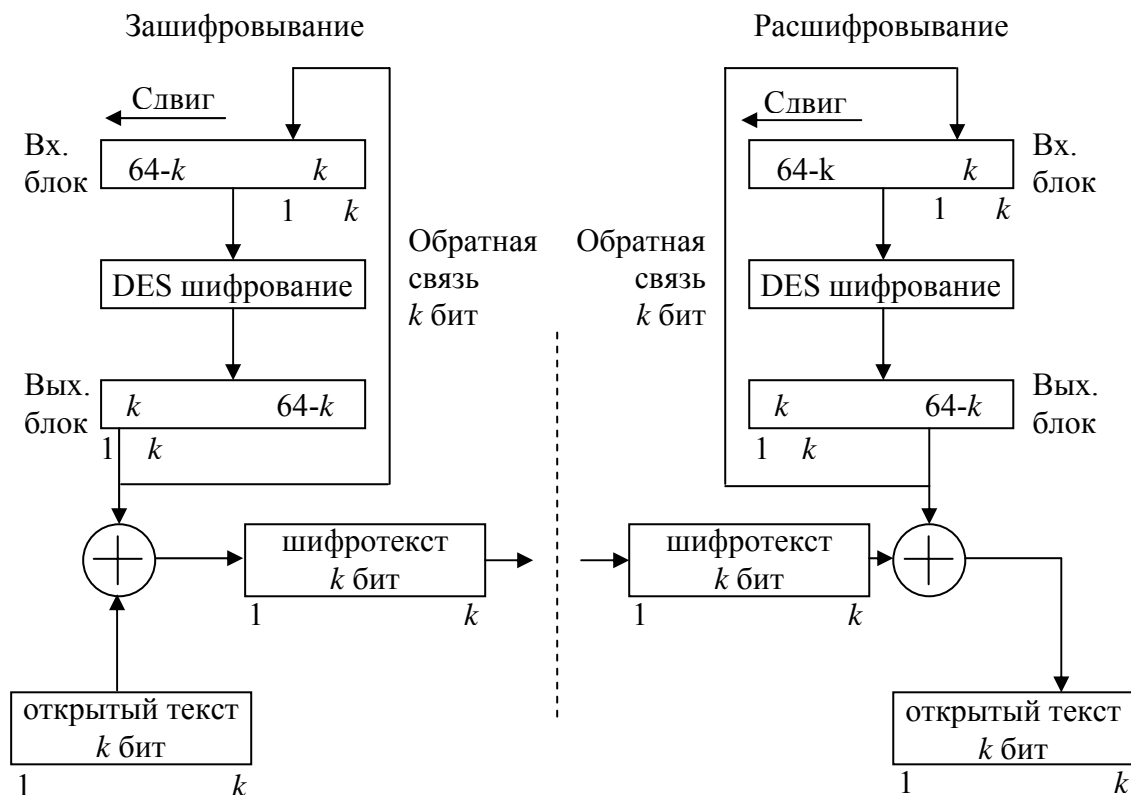 Зашифровывание
Сдвиг
Вх.
блок
64-k k
1 k
DES шифрование
Обратная
связь
k бит
Вых.
блок
k 64-k
1 k
шифротекст
k бит
1 k
открытый текст
k бит
1 k
Расшифровывание
Сдвиг
64-k k
Вх.
блок
1 k
Обратная
связь
k бит
DES шифрование
k 64-k
Вых.
блок
1 k
шифротекст
k бит
1 k
открытый текст
k бит
1 k